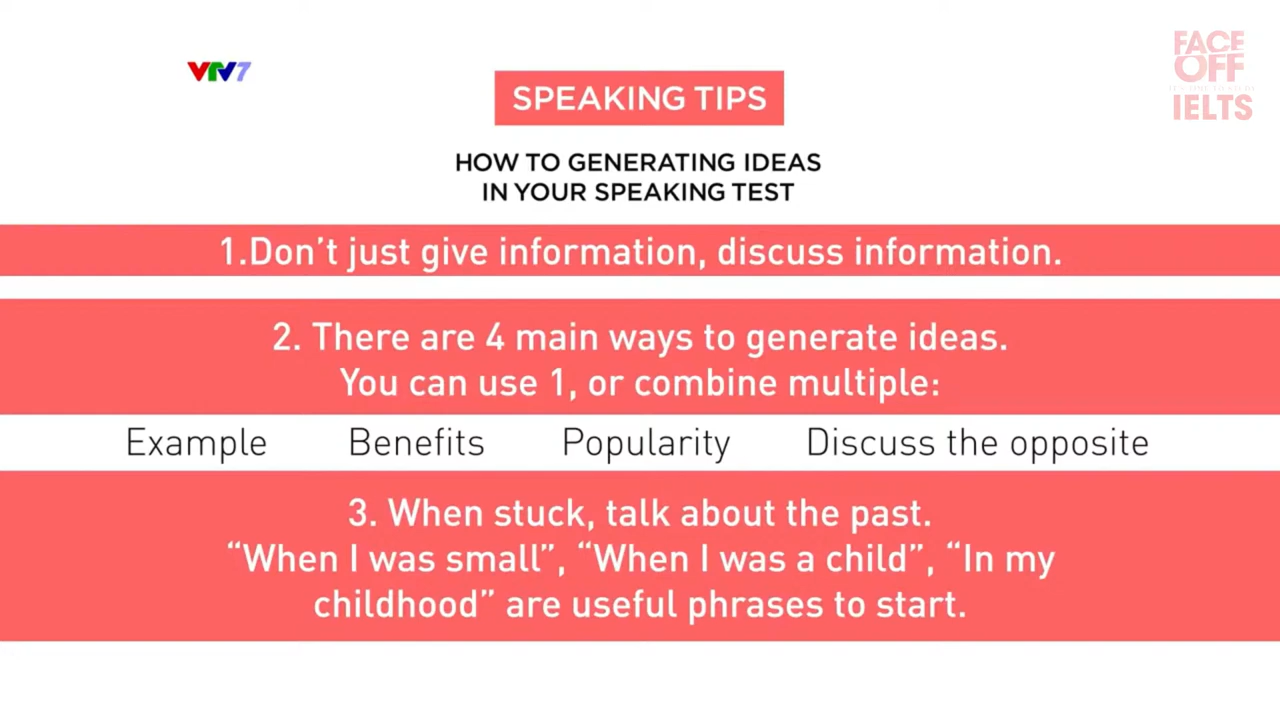 VTV7
FACE
OFF
IELTS
SPEAKING TIPS
HOW TO GENERATING IDEAS
IN YOUR SPEAKING TEST
1.Don’t just give information, discuss information.
2. There are 4 main ways to generate ideas.
You can use 1, or combine multiple:
Example Benefits Popularity Discuss the opposite
3. When stuck, talk about the past.
“When I was small”, “When I was a child”, “In my
childhood” are useful phrases to start.